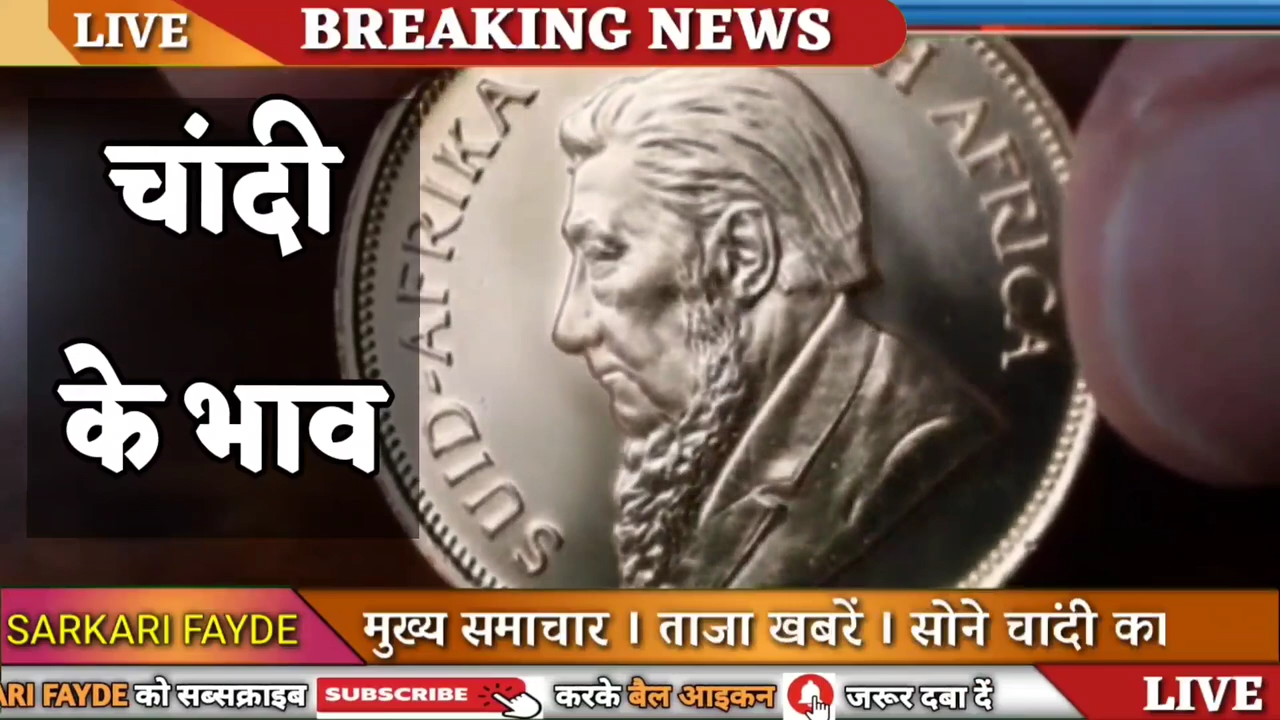 LIVE BREAKING NEWS
चांदी
के भाव
SUID-AFRIKA
AFRICA
SARKARI FAYDE मुख्य समाचार । ताजा खबरें । सोने चांदी का
ARI FAYDE को सब्सक्राइब SUBSCRIBE करके बैल आइकन जरूर दबा दें LIVE